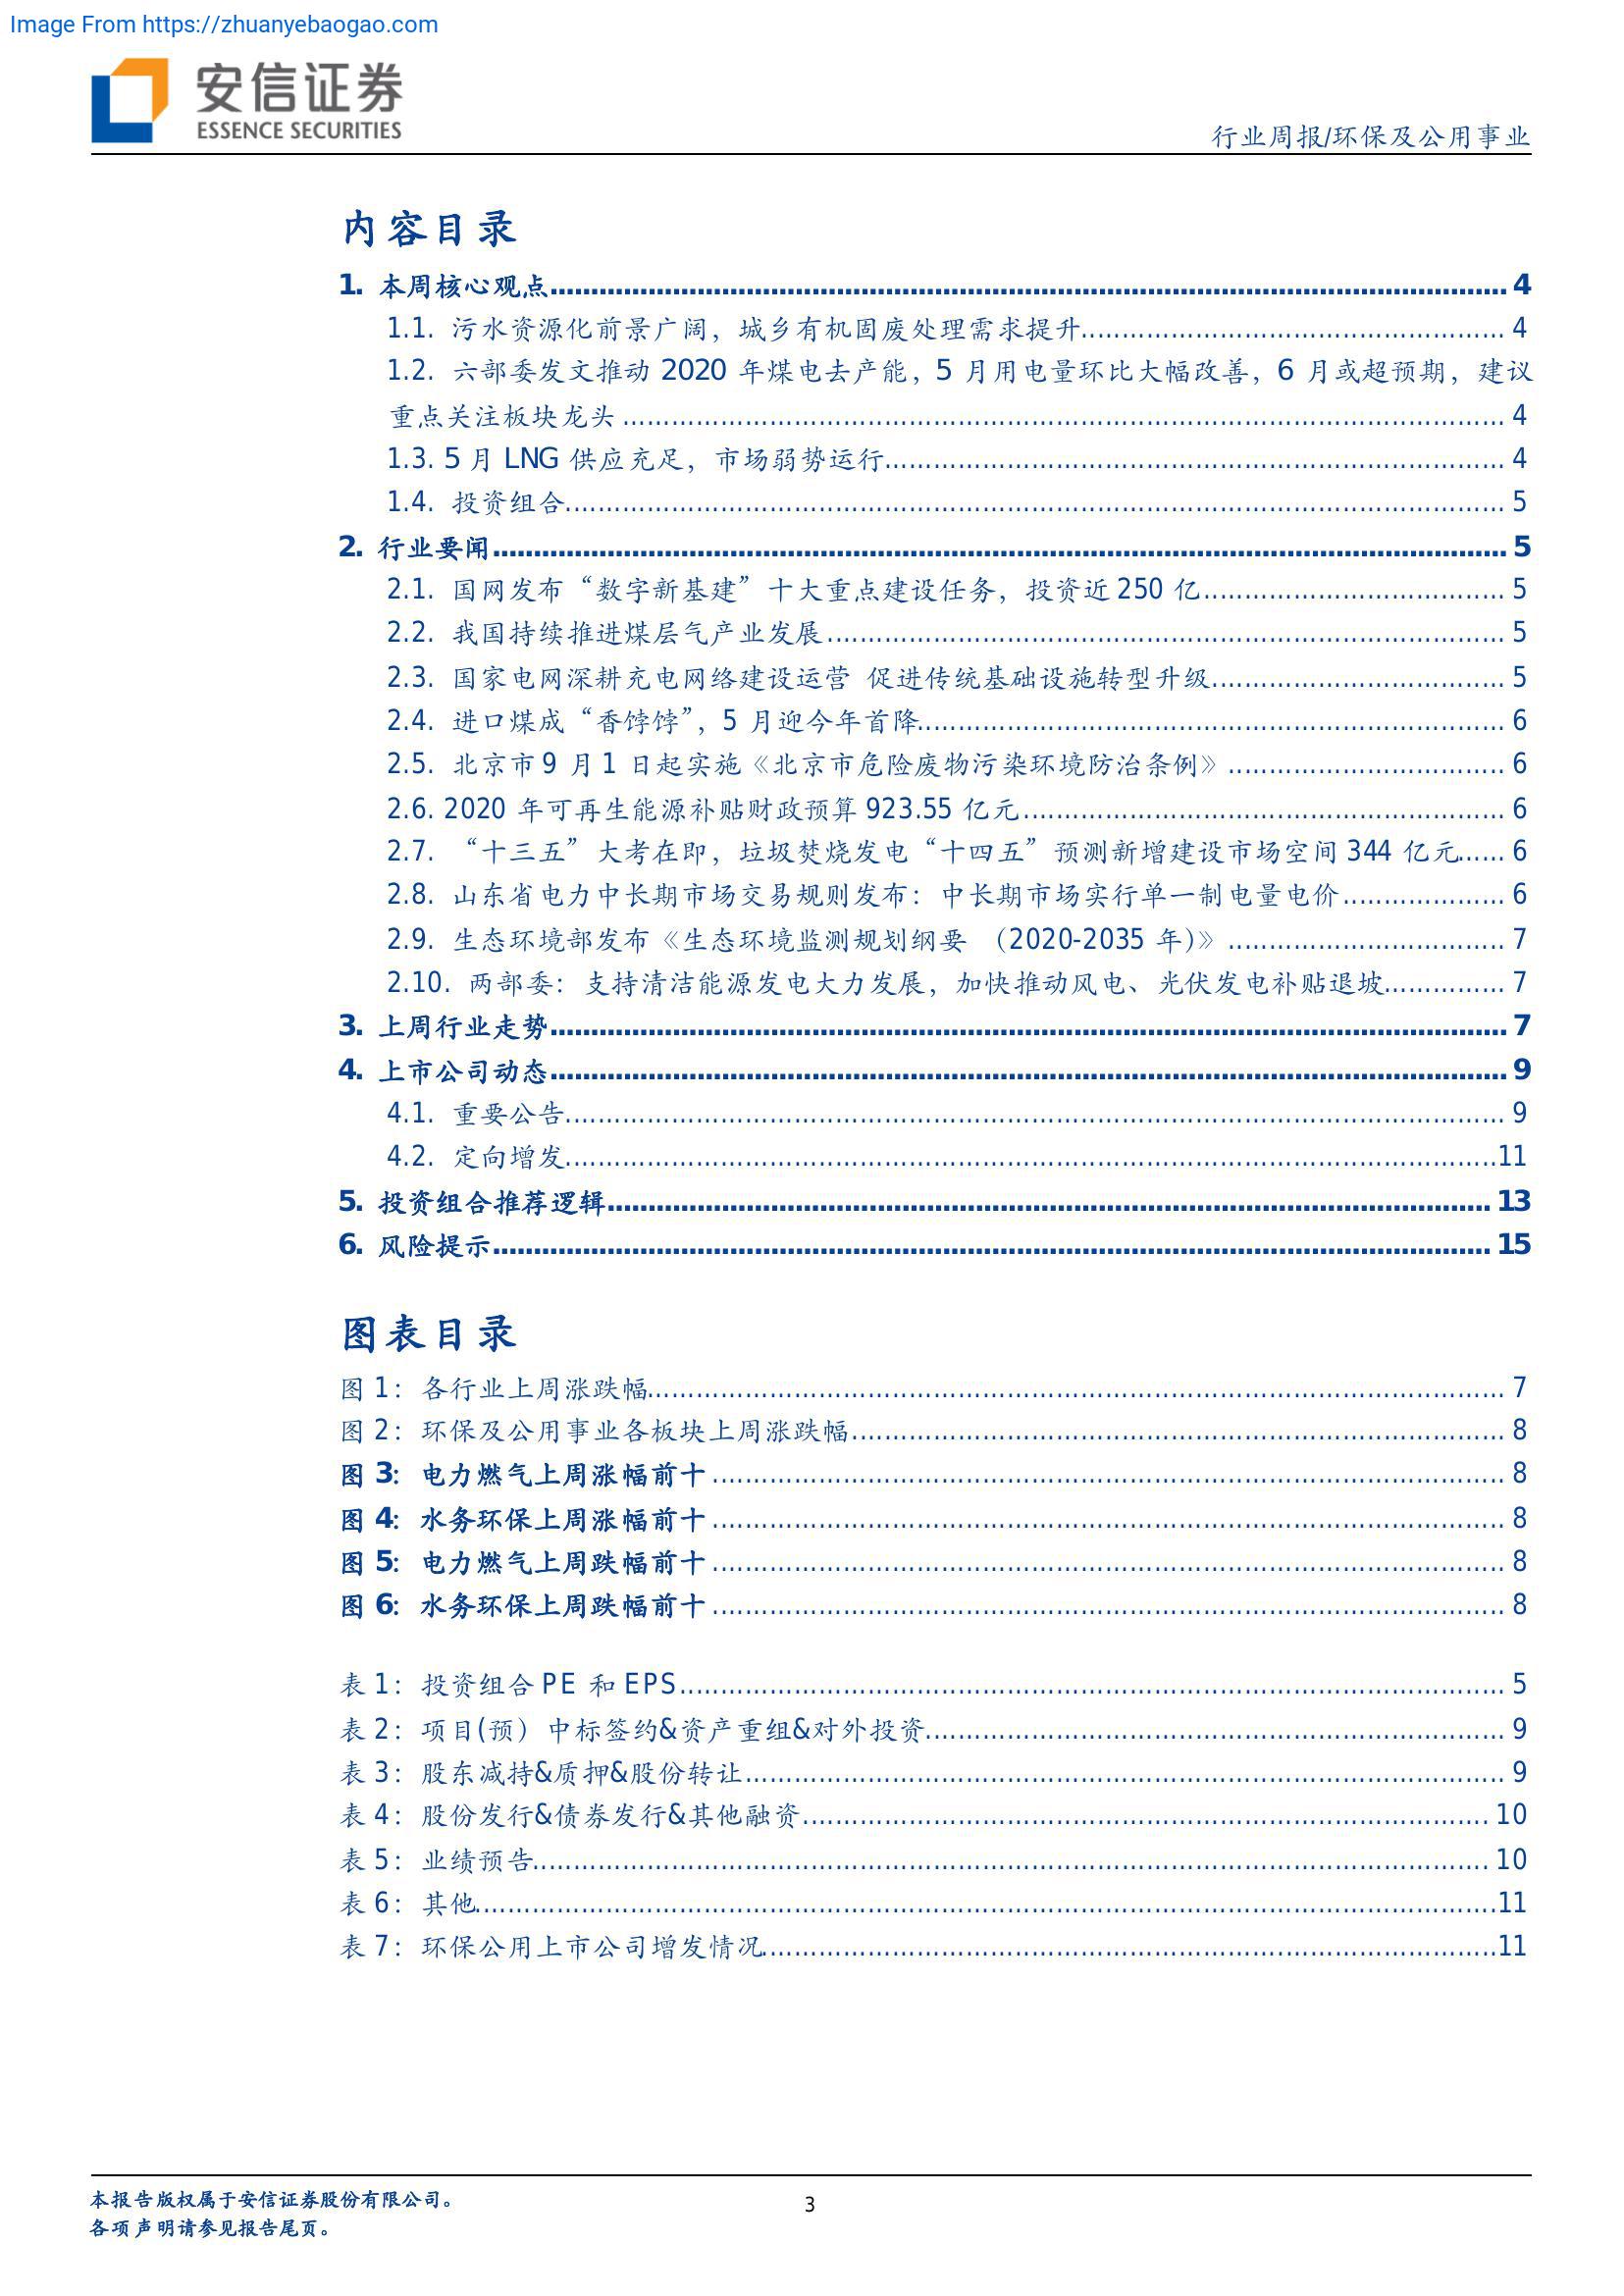 Image From https://zhuanyebaogao.com
安信证券
ESSENCE SECURITIES
行业周报/环保及公用事业
内容目录
1. 本周核心观点 4
1.1. 污水资源化前景广阔，城乡有机固废处理需求提升 4
1.2. 六部委发文推动 2020 年煤电去产能，5 月用电量环比大幅改善，6 月或超预期，建议
重点关注板块龙头 4
1.3. 5 月 LNG 供应充足，市场弱势运行 4
1.4. 投资组合 5
2. 行业要闻 5
2.1. 国网发布“数字新基建”十大重点建设任务，投资近 250 亿 5
2.2. 我国持续推进煤层气产业发展 5
2.3. 国家电网深耕充电网络建设运营 促进传统基础设施转型升级 5
2.4. 进口煤成“香饽饽”，5 月迎今年首降 6
2.5. 北京市 9 月 1 日起实施《北京市危险废物污染环境防治条例》 6
2.6. 2020 年可再生能源补贴财政预算 923.55 亿元 6
2.7. “十三五”大考在即，垃圾焚烧发电“十四五”预测新增建设市场空间 344 亿元 6
2.8. 山东省电力中长期市场交易规则发布：中长期市场实行单一制电量电价 6
2.9. 生态环境部发布《生态环境监测规划纲要 （2020-2035 年)》 7
2.10. 两部委：支持清洁能源发电大力发展，加快推动风电、光伏发电补贴退坡 7
3. 上周行业走势 7
4. 上市公司动态 9
4.1. 重要公告 9
4.2. 定向增发 11
5. 投资组合推荐逻辑 13
6. 风险提示 15
图表目录
图 1：各行业上周涨跌幅 7
图 2：环保及公用事业各板块上周涨跌幅 8
图 3：电力燃气上周涨幅前十 8
图 4：水务环保上周涨幅前十 8
图 5：电力燃气上周跌幅前十 8
图 6：水务环保上周跌幅前十 8
表 1：投资组合 PE 和 EPS 5
表 2：项目(预）中标签约&资产重组&对外投资 9
表 3：股东减持&质押&股份转让 9
表 4：股份发行&债券发行&其他融资 10
表 5：业绩预告 10
表 6：其他 11
表 7：环保公用上市公司增发情况 11
本报告版权属于安信证券股份有限公司。
各项声明请参见报告尾页。
3